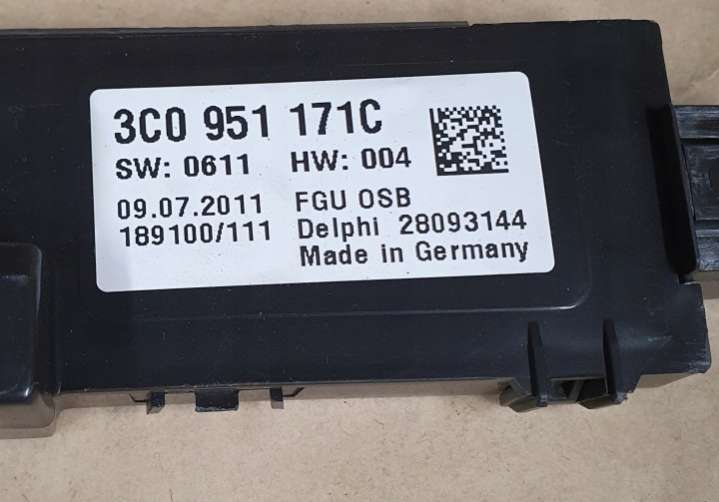 3C0 951 171C
SW: 0611 HW: 004
09.07.2011 FGU OSB
189100/111 Delphi 28093144
Made in Germany